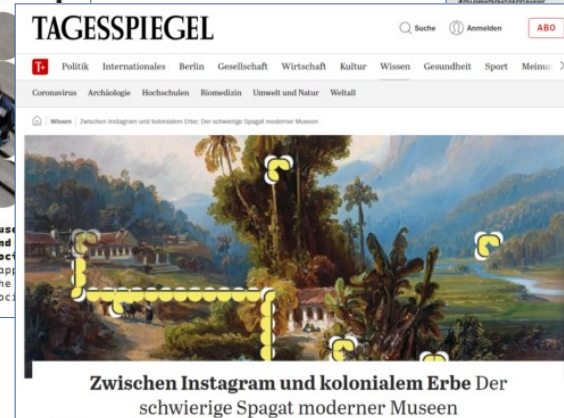 TAGESSPIEGEL
Suche Anmelden ABO
T+ Politik Internationales Berlin Gesellschaft Wirtschaft Kultur Wissen Gesundheit Sport
Coronavirus Archäologie Hochschulen Biomedizin Umwelt und Natur Weltall
Wissen Zwischen Instagram und kolonialem Erbe: Der schwierige Spagat moderner Museen
Zwischen Instagram und kolonialem Erbe Der
schwierige Spagat moderner Museen